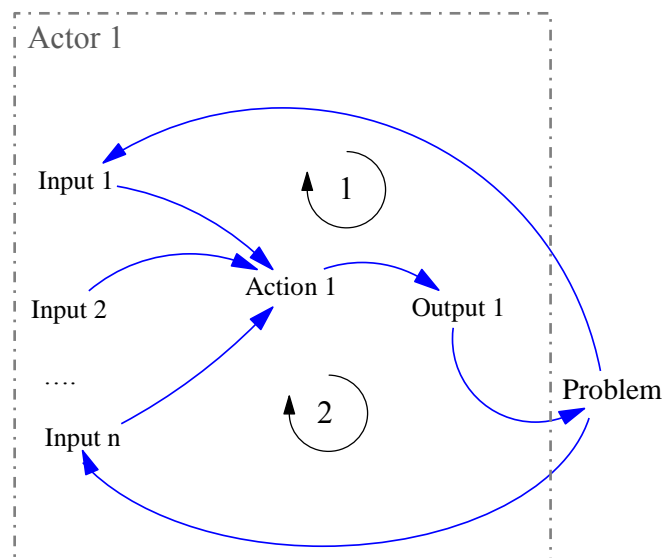 Actor 1
Input 1
1
Input 2
Action 1
Output 1
....
Problem
2
Input n